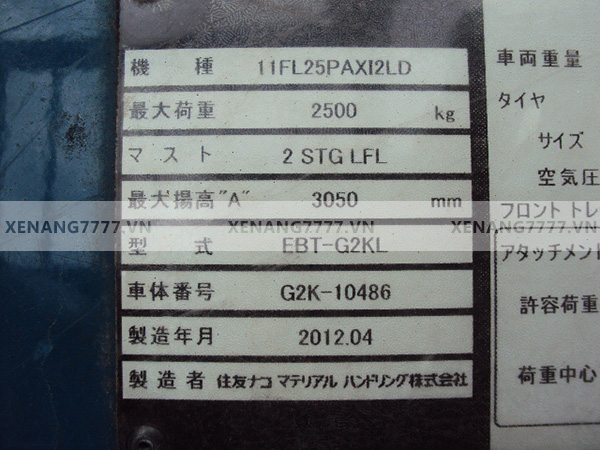 機 種 11FL25PAXI2LD
最大荷重 2500 kg
マスト 2 STG LFL
最大揚高"A" 3050 mm
XENANG7777.VN XENANG7777.VN XENANG7777.VN
型 式 EBT-G2KL
車体番号 G2K-10486
製造年月 2012.04
製造者 住友ナコ マテリアル ハンドリング株式会社
車両重量
タイヤ
サイズ
空気圧
フロント トレ
アタッチメント
許容荷重
荷重中心